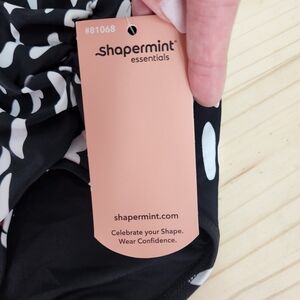 #81068
shapermint
essentials
shapermint.com
Celebrate your Shape.
Wear Confidence.